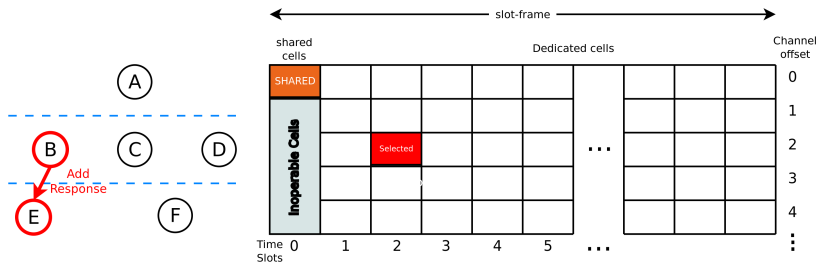 A
B
C
D
Add
Response
E
F
slot-frame
shared
cells
Dedicated cells
Channel
offset
SHARED
Inoperable Cells
Selected
...
0
1
2
3
4
Time
Slots
0 1 2 3 4 5 ...